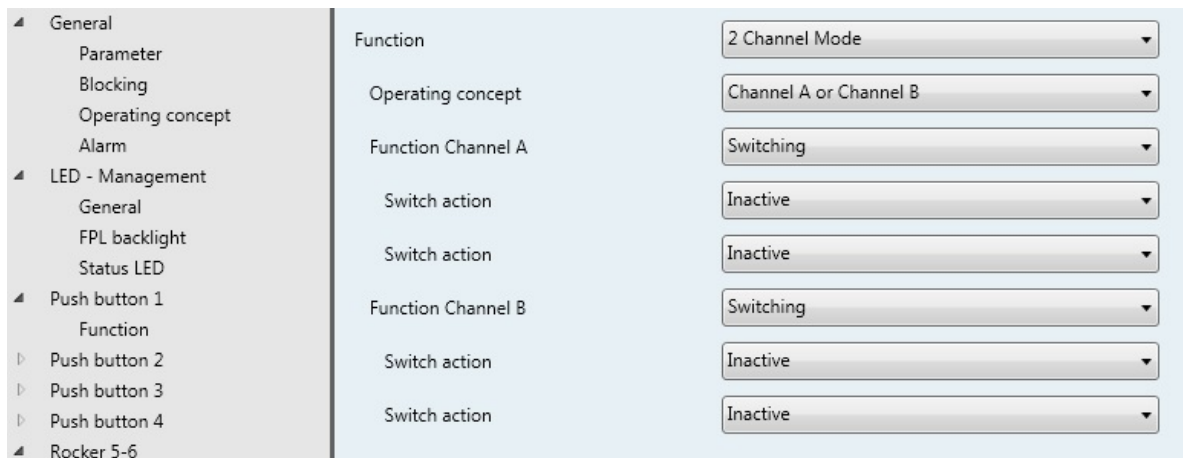 General
Parameter
Blocking
Operating concept
Alarm
LED - Management
General
FPL backlight
Status LED
Push button 1
Function
Push button 2
Push button 3
Push button 4
Rocker 5-6
Function 2 Channel Mode
Operating concept Channel A or Channel B
Function Channel A Switching
Switch action Inactive
Switch action Inactive
Function Channel B Switching
Switch action Inactive
Switch action Inactive